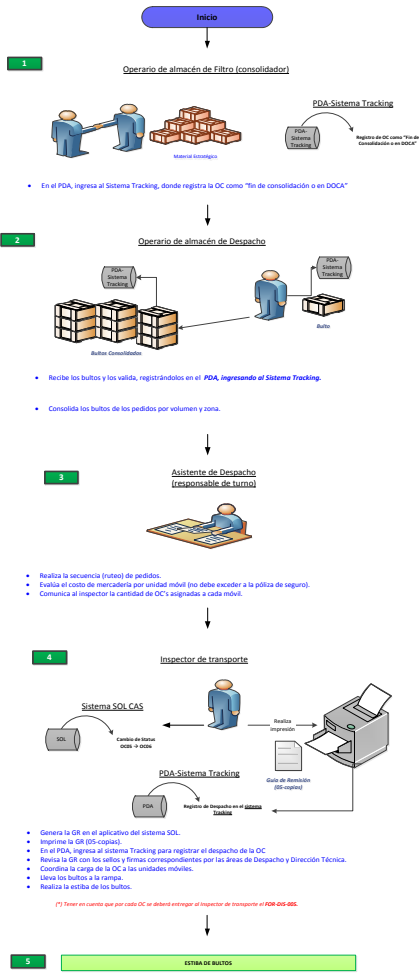 Inicio
1
Operario de almacén de Filtro (consolidador)
PDA-Sistema Tracking
PDA-
Sistema
Tracking
Registro de OC como "Fin de
Consolidación o en DOCA"
Material Estratégico
• En el PDA, ingresa al Sistema Tracking, donde registra la OC como "fin de consolidación o en DOCA"
2
Operario de almacén de Despacho
PDA-
Sistema
Tracking
PDA-
Sistema
Tracking
Bulto
Bultos Consolidados
• Recibe los bultos y los valida, registrándolos en el PDA, ingresando al Sistema Tracking.
• Consolida los bultos de los pedidos por volumen y zona.
3
Asistente de Despacho
(responsable de turno)
• Realiza la secuencia (ruteo) de pedidos.
• Evalúa el costo de mercadería por unidad móvil (no debe exceder a la póliza de seguro).
• Comunica al inspector la cantidad de OC's asignadas a cada móvil.
4
Inspector de transporte
Sistema SOL CAS
SOL
Cambio de Status
OC05 → OC06
Realiza
impresión
Guía de Remisión
(05-copias)
PDA-Sistema Tracking
PDA
Registro de Despacho en el sistema
Tracking
• Genera la GR en el aplicativo del sistema SOL.
• Imprime la GR (05-copias).
• En el PDA, ingresa al sistema Tracking para registrar el despacho de la OC
• Revisa la GR con los sellos y firmas correspondientes por las áreas de Despacho y Dirección Técnica.
• Coordina la carga de la OC a las unidades móviles.
• Lleva los bultos a la rampa.
• Realiza la estiba de los bultos.
(*) Tener en cuenta que por cada OC se deberá entregar al inspector de transporte el FOR-DIS-085.
5
ESTIBA DE BULTOS